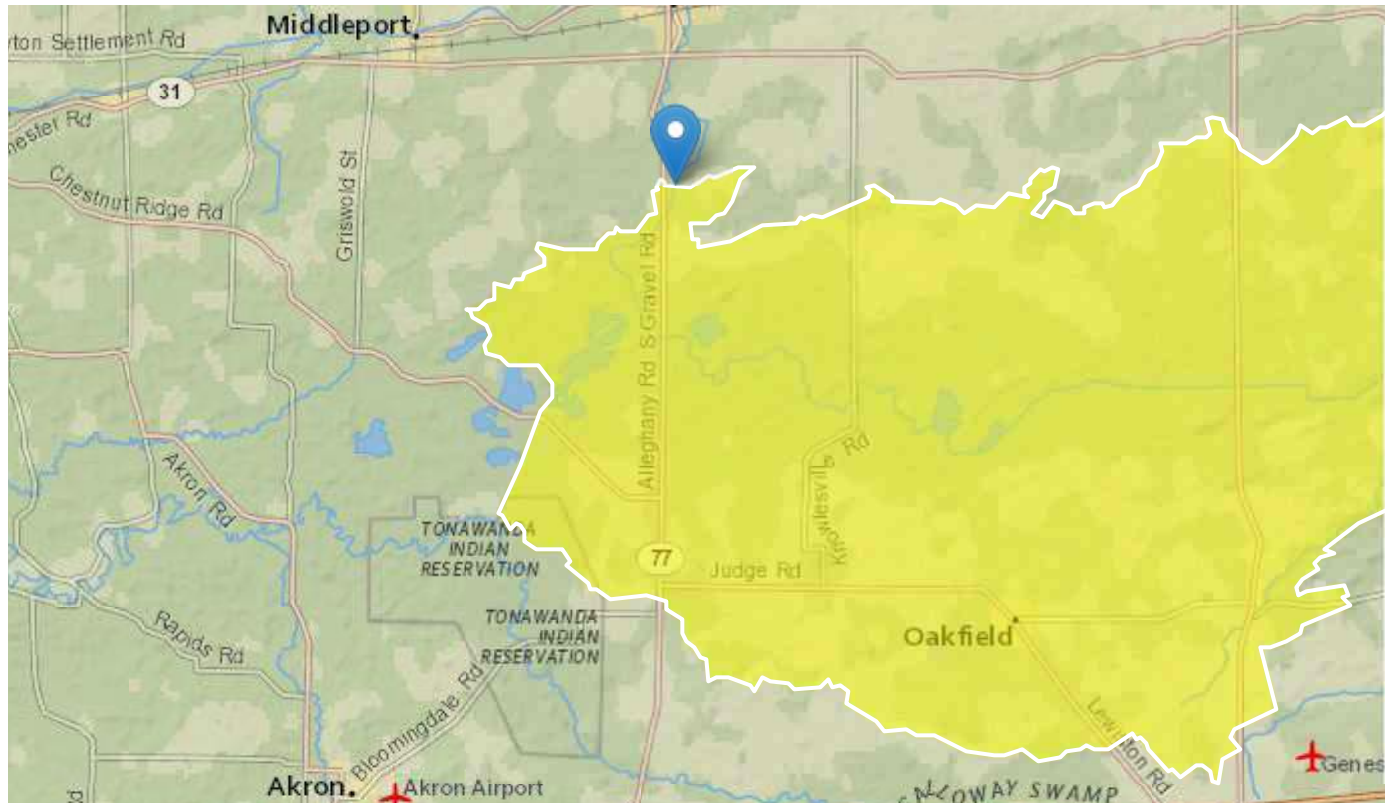 Middleport
yton Settlement Rd
31
hester Rd
Chestnut Ridge Rd
Griswold St
Alleghany Rd S Gravel Rd
Akron Rd
Knowlesville Rd
TONAWANDA
INDIAN
RESERVATION
77
Judge Rd
TONAWANDA
INDIAN
RESERVATION
Oakfield
Rapids Rd
Bloomingdale Rd
Lewiston Rd
Akron
Akron Airport
Genes
ALLOWAY SWAMP